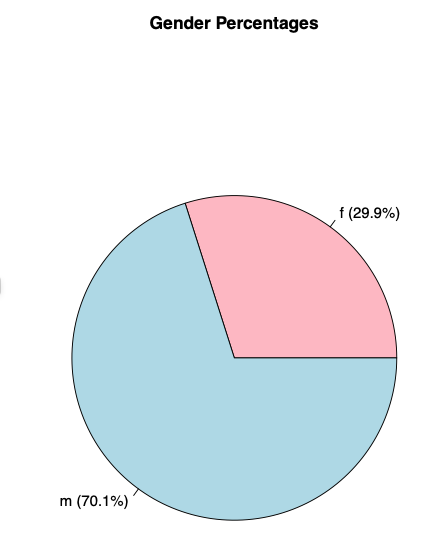 Gender Percentages
f (29.9%)
m (70.1%)